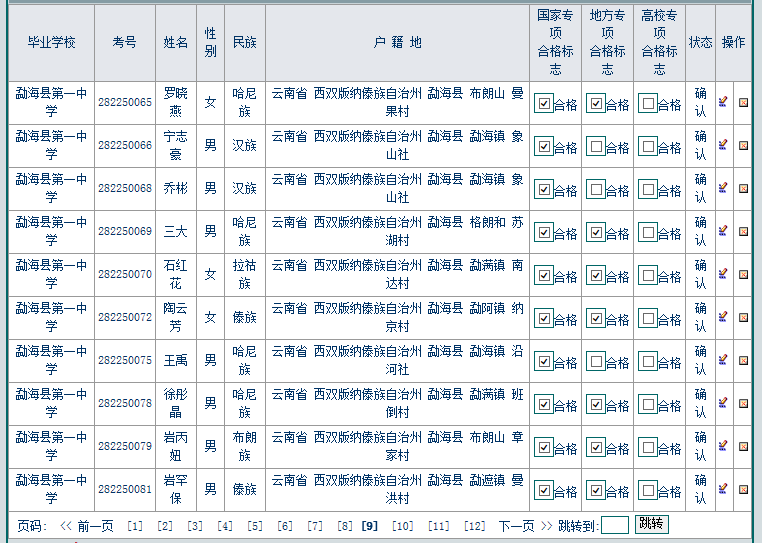 毕业学校 考号 姓名 性别 民族 户 籍 地 国家专项合格标志 地方专项合格标志 高校专项合格标志 状态 操作
勐海县第一中学 282250065 罗晓燕 女 哈尼族 云南省 西双版纳傣族自治州 勐海县 布朗山 曼果村 合格 合格 合格 确认
勐海县第一中学 282250066 宁志豪 男 汉族 云南省 西双版纳傣族自治州 勐海县 勐海镇 象山社 合格 合格 合格 确认
勐海县第一中学 282250068 乔彬 男 汉族 云南省 西双版纳傣族自治州 勐海县 勐海镇 象山社 合格 合格 合格 确认
勐海县第一中学 282250069 三大 男 哈尼族 云南省 西双版纳傣族自治州 勐海县 格朗和 苏湖村 合格 合格 合格 确认
勐海县第一中学 282250070 石红花 女 拉祜族 云南省 西双版纳傣族自治州 勐海县 勐满镇 南达村 合格 合格 合格 确认
勐海县第一中学 282250072 陶云芳 女 傣族 云南省 西双版纳傣族自治州 勐海县 勐阿镇 纳京村 合格 合格 合格 确认
勐海县第一中学 282250075 王禹 男 哈尼族 云南省 西双版纳傣族自治州 勐海县 勐海镇 沿河社 合格 合格 合格 确认
勐海县第一中学 282250078 徐彤晶 男 哈尼族 云南省 西双版纳傣族自治州 勐海县 勐满镇 班倒村 合格 合格 合格 确认
勐海县第一中学 282250079 岩丙妞 男 布朗族 云南省 西双版纳傣族自治州 勐海县 布朗山 章家村 合格 合格 合格 确认
勐海县第一中学 282250081 岩罕保 男 傣族 云南省 西双版纳傣族自治州 勐海县 勐遮镇 曼洪村 合格 合格 合格 确认
页码： << 前一页 [1] [2] [3] [4] [5] [6] [7] [8] [9] [10] [11] [12] 下一页 >> 跳转到: 跳转